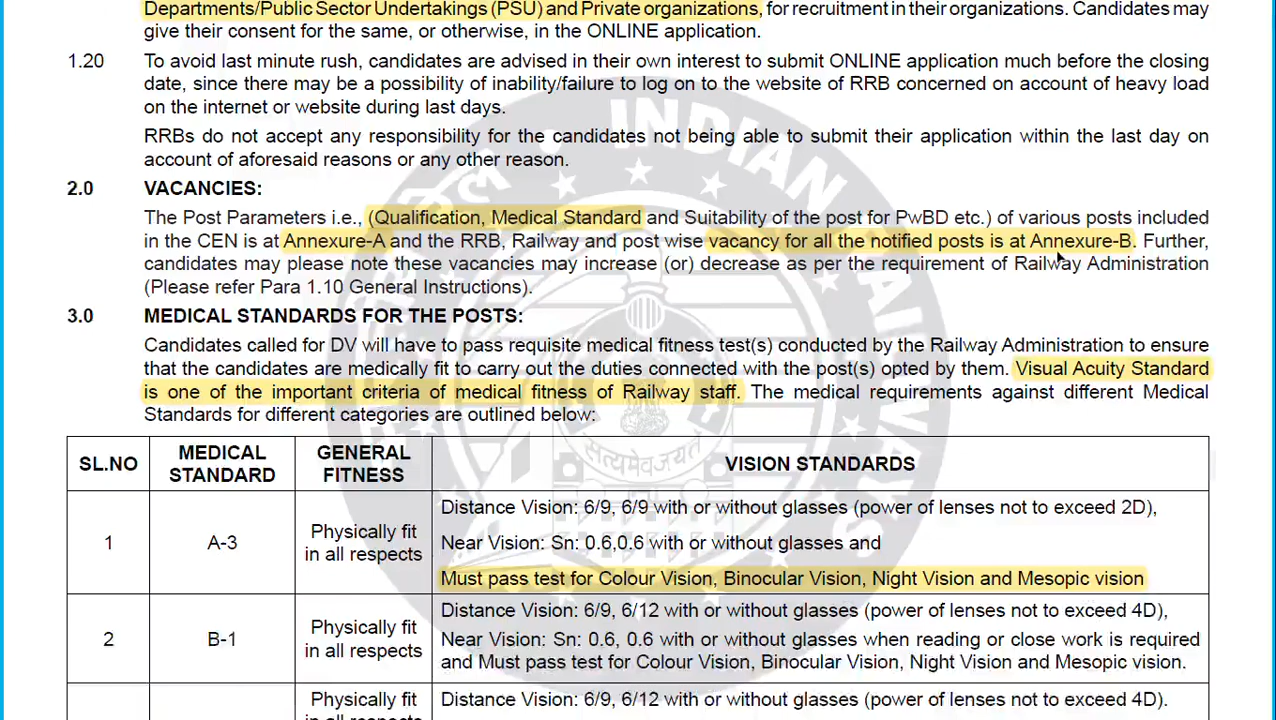 Departments/Public Sector Undertakings (PSU) and Private organizations, for recruitment in their organizations. Candidates may
give their consent for the same, or otherwise, in the ONLINE application.
1.20 To avoid last minute rush, candidates are advised in their own interest to submit ONLINE application much before the closing
date, since there may be a possibility of inability/failure to log on to the website of RRB concerned on account of heavy load
on the internet or website during last days.
RRBs do not accept any responsibility for the candidates not being able to submit their application within the last day on
account of aforesaid reasons or any other reason.
2.0 VACANCIES:
The Post Parameters i.e., (Qualification, Medical Standard and Suitability of the post for PwBD etc.) of various posts included
in the CEN is at Annexure-A and the RRB, Railway and post wise vacancy for all the notified posts is at Annexure-B. Further,
candidates may please note these vacancies may increase (or) decrease as per the requirement of Railway Administration
(Please refer Para 1.10 General Instructions).
3.0 MEDICAL STANDARDS FOR THE POSTS:
Candidates called for DV will have to pass requisite medical fitness test(s) conducted by the Railway Administration to ensure
that the candidates are medically fit to carry out the duties connected with the post(s) opted by them. Visual Acuity Standard
is one of the important criteria of medical fitness of Railway staff. The medical requirements against different Medical
Standards for different categories are outlined below:
SL.NO MEDICAL STANDARD GENERAL FITNESS VISION STANDARDS
1 A-3 Physically fit in all respects
Distance Vision: 6/9, 6/9 with or without glasses (power of lenses not to exceed 2D),
Near Vision: Sn: 0.6,0.6 with or without glasses and
Must pass test for Colour Vision, Binocular Vision, Night Vision and Mesopic vision
2 B-1 Physically fit in all respects
Distance Vision: 6/9, 6/12 with or without glasses (power of lenses not to exceed 4D),
Near Vision: Sn: 0.6, 0.6 with or without glasses when reading or close work is required
and Must pass test for Colour Vision, Binocular Vision, Night Vision and Mesopic vision.
Physically fit
Distance Vision: 6/9, 6/12 with or without glasses (power of lenses not to exceed 4D).
INDIAN RAILWAYS
सत्यमेव जयते